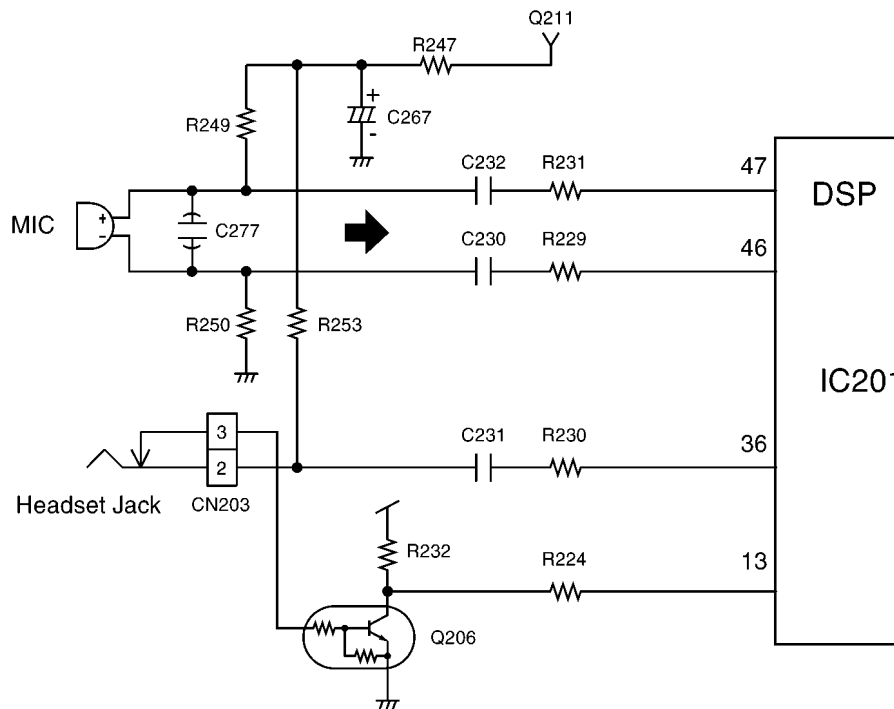 Q211
R247
R249
+
C267
-
C232
R231
47
DSP
MIC
+
-
C277
C230
R229
46
R250
R253
IC201
3
C231
R230
36
2
Headset Jack
CN203
R232
R224
13
Q206